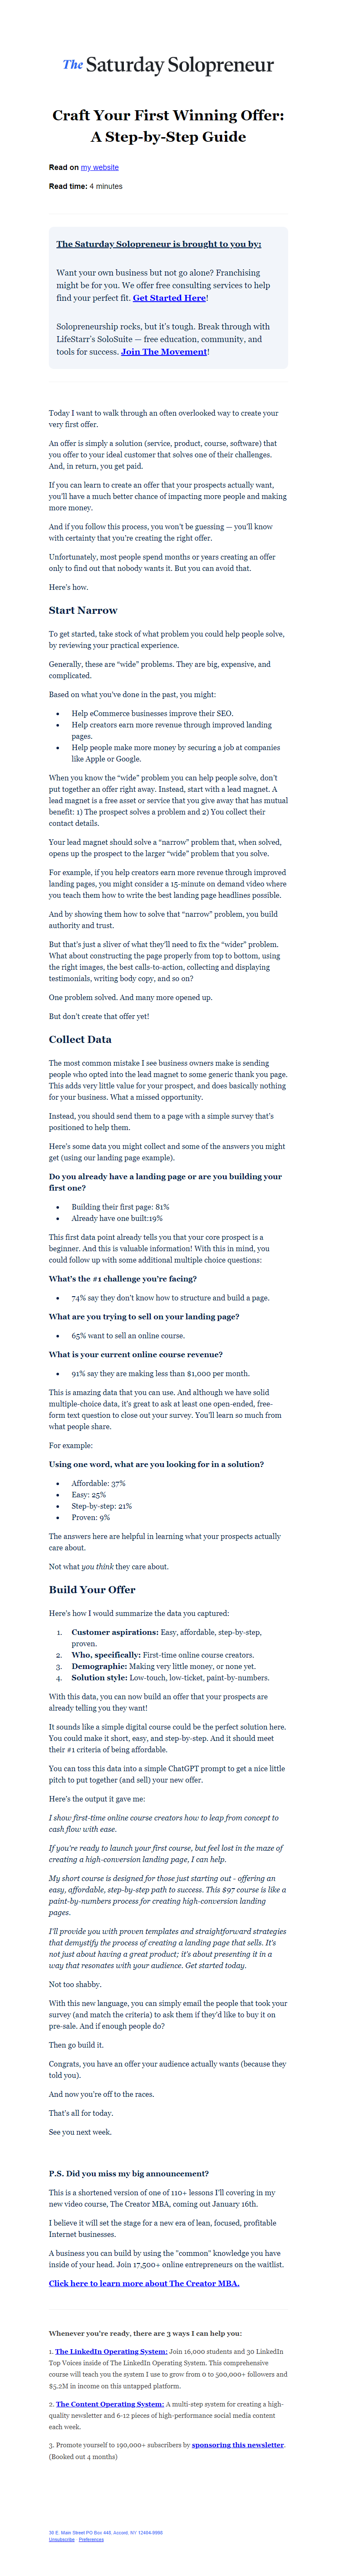 The Saturday Solopreneur
Craft Your First Winning Offer:
A Step-by-Step Guide
Read on my website
Read time: 4 minutes
The Saturday Solopreneur is brought to you by:
Want your own business but not go alone? Franchising
might be for you. We offer free consulting services to help
find your perfect fit. Get Started Here!
Solopreneurship rocks, but it's tough. Break through with
LifeStarr's SoloSuite — free education, community, and
tools for success. Join The Movement!
Today I want to walk through an often overlooked way to create your
very first offer.
An offer is simply a solution (service, product, course, software) that
you offer to your ideal customer that solves one of their challenges.
And, in return, you get paid.
If you can learn to create an offer that your prospects actually want,
you'll have a much better chance of impacting more people and making
more money.
And if you follow this process, you won't be guessing — you'll know
with certainty that you're creating the right offer.
Unfortunately, most people spend months or years creating an offer
only to find out that nobody wants it. But you can avoid that.
Here's how.
Start Narrow
To get started, take stock of what problem you could help people solve,
by reviewing your practical experience.
Generally, these are “wide” problems. They are big, expensive, and
complicated.
Based on what you've done in the past, you might:
• Help eCommerce businesses improve their SEO.
• Help creators earn more revenue through improved landing
pages.
• Help people make more money by securing a job at companies
like Apple or Google.
When you know the “wide” problem you can help people solve, don't
put together an offer right away. Instead, start with a lead magnet. A
lead magnet is a free asset or service that you give away that has mutual
benefit: 1) The prospect solves a problem and 2) You collect their
contact details.
Your lead magnet should solve a “narrow” problem that, when solved,
opens up the prospect to the larger “wide” problem that you solve.
For example, if you help creators earn more revenue through improved
landing pages, you might consider a 15-minute on demand video where
you teach them how to write the best landing page headlines possible.
And by showing them how to solve that “narrow” problem, you build
authority and trust.
But that's just a sliver of what they'll need to fix the “wider” problem.
What about constructing the page properly from top to bottom, using
the right images, the best calls-to-action, collecting and displaying
testimonials, writing body copy, and so on?
One problem solved. And many more opened up.
But don't create that offer yet!
Collect Data
The most common mistake I see business owners make is sending
people who opted into the lead magnet to some generic thank you page.
This adds very little value for your prospect, and does basically nothing
for your business. What a missed opportunity.
Instead, you should send them to a page with a simple survey that's
positioned to help them.
Here's some data you might collect and some of the answers you might
get (using our landing page example).
Do you already have a landing page or are you building your
first one?
• Building their first page: 81%
• Already have one built:19%
This first data point already tells you that your core prospect is a
beginner. And this is valuable information! With this in mind, you
could follow up with some additional multiple choice questions:
What's the #1 challenge you're facing?
• 74% say they don't know how to structure and build a page.
What are you trying to sell on your landing page?
• 65% want to sell an online course.
What is your current online course revenue?
• 91% say they are making less than $1,000 per month.
This is amazing data that you can use. And although we have solid
multiple-choice data, it's great to ask at least one open-ended, free-
form text question to close out your survey. You'll learn so much from
what people share.
For example:
Using one word, what are you looking for in a solution?
• Affordable: 37%
• Easy: 25%
• Step-by-step: 21%
• Proven: 9%
The answers here are helpful in learning what your prospects actually
care about.
Not what you think they care about.
Build Your Offer
Here's how I would summarize the data you captured:
1. Customer aspirations: Easy, affordable, step-by-step,
proven.
2. Who, specifically: First-time online course creators.
3. Demographic: Making very little money, or none yet.
4. Solution style: Low-touch, low-ticket, paint-by-numbers.
With this data, you can now build an offer that your prospects are
already telling you they want!
It sounds like a simple digital course could be the perfect solution here.
You could make it short, easy, and step-by-step. And it should meet
their #1 criteria of being affordable.
You can toss this data into a simple ChatGPT prompt to get a nice little
pitch to put together (and sell) your new offer.
Here's the output it gave me:
I show first-time online course creators how to leap from concept to
cash flow with ease.
If you're ready to launch your first course, but feel lost in the maze of
creating a high-conversion landing page, I can help.
My short course is designed for those just starting out - offering an
easy, affordable, step-by-step path to success. This $97 course is like a
paint-by-numbers process for creating high-conversion landing
pages.
I'll provide you with proven templates and straightforward strategies
that demystify the process of creating a landing page that sells. It's
not just about having a great product; it's about presenting it in a
way that resonates with your audience. Get started today.
Not too shabby.
With this new language, you can simply email the people that took your
survey (and match the criteria) to ask them if they'd like to buy it on
pre-sale. And if enough people do?
Then go build it.
Congrats, you have an offer your audience actually wants (because they
told you).
And now you're off to the races.
That's all for today.
See you next week.
P.S. Did you miss my big announcement?
This is a shortened version of one of 110+ lessons I'll covering in my
new video course, The Creator MBA, coming out January 16th.
I believe it will set the stage for a new era of lean, focused, profitable
Internet businesses.
A business you can build by using the "common" knowledge you have
inside of your head. Join 17,500+ online entrepreneurs on the waitlist.
Click here to learn more about The Creator MBA.
Whenever you're ready, there are 3 ways I can help you:
1. The LinkedIn Operating System: Join 16,000 students and 30 LinkedIn
Top Voices inside of The LinkedIn Operating System. This comprehensive
course will teach you the system I use to grow from 0 to 500,000+ followers and
$5.2M in income on this untapped platform.
2. The Content Operating System: A multi-step system for creating a high-
quality newsletter and 6-12 pieces of high-performance social media content
each week.
3. Promote yourself to 190,000+ subscribers by sponsoring this newsletter.
(Booked out 4 months)
30 E. Main Street PO Box 448, Accord, NY 12404-9998
Unsubscribe · Preferences